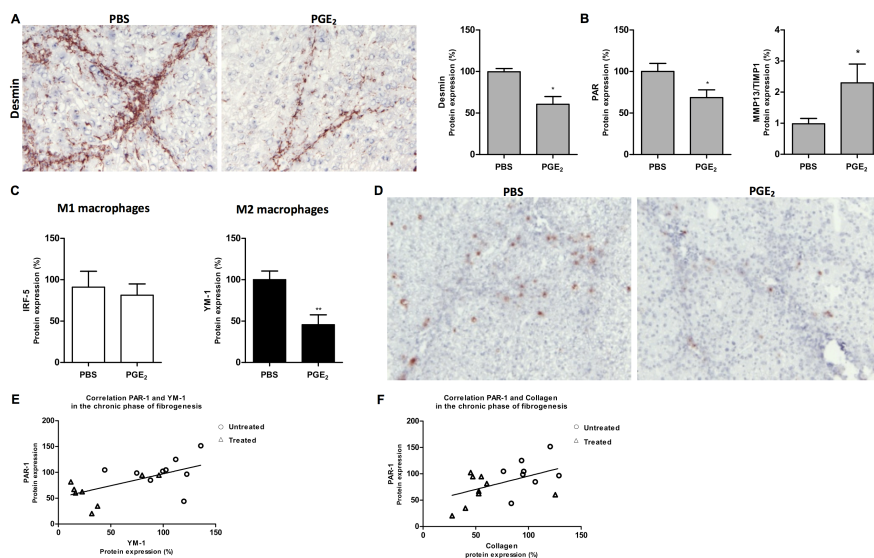 A
PBS
PGE₂
Desmin
Desmin
Protein expression (%)
150
100
50
0
*
PBS
PGE₂
B
PAR
Protein expression (%)
150
100
50
0
*
PBS
PGE₂
MMP13/TIMP1
Protein expression (%)
4
3
2
1
0
*
PBS
PGE₂
C
M1 macrophages
IRF-5
Protein expression (%)
150
100
50
0
PBS
PGE₂
M2 macrophages
YM-1
Protein expression (%)
150
100
50
0
**
PBS
PGE₂
D
PBS
PGE₂
E
Correlation PAR-1 and YM-1
in the chronic phase of fibrogenesis
Untreated
Treated
PAR-1
Protein expression
200
150
100
50
0
0
50
100
150
YM-1
Protein expression (%)
F
Correlation PAR-1 and Collagen
in the chronic phase of fibrogenesis
Untreated
Treated
PAR-1
Protein expression
200
150
100
50
0
0
50
100
150
Collagen
protein expression (%)